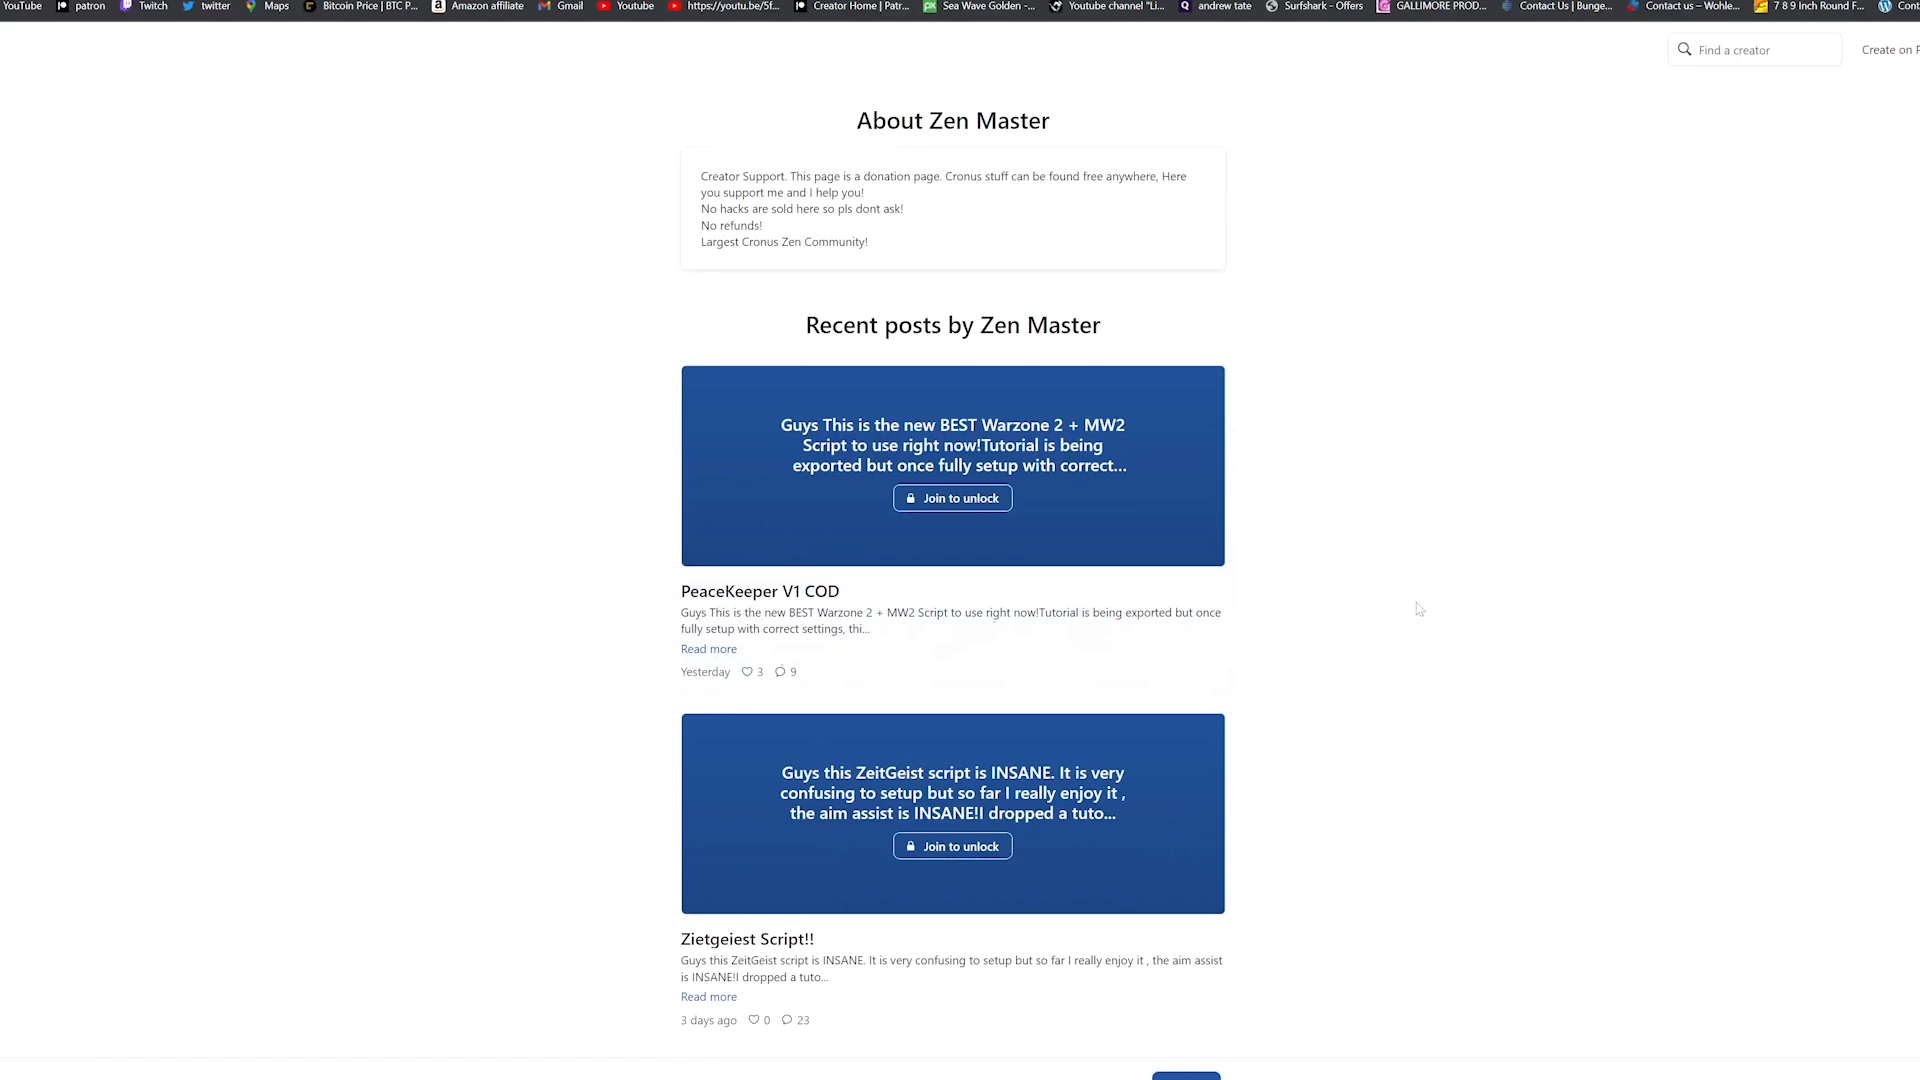 YouTube patron Twitch twitter Maps Bitcoin Price | BTC P... Amazon affiliate Gmail Youtube https://youtu.be/5f... Creator Home | Patr... Sea Wave Golden -... Youtube channel "Li... andrew tate Surfshark - Offers GALLIMORE PROD... Contact Us | Bunge... Contact us – Wohle... 7 8 9 Inch Round F... Cont
Find a creator Create on P
About Zen Master
Creator Support. This page is a donation page. Cronus stuff can be found free anywhere, Here
you support me and I help you!
No hacks are sold here so pls dont ask!
No refunds!
Largest Cronus Zen Community!
Recent posts by Zen Master
Guys This is the new BEST Warzone 2 + MW2
Script to use right now!Tutorial is being
exported but once fully setup with correct...
Join to unlock
PeaceKeeper V1 COD
Guys This is the new BEST Warzone 2 + MW2 Script to use right now!Tutorial is being exported but once
fully setup with correct settings, thi...
Read more
Yesterday 3 9
Guys this ZeitGeist script is INSANE. It is very
confusing to setup but so far I really enjoy it ,
the aim assist is INSANE!I dropped a tuto...
Join to unlock
Zietgeiest Script!!
Guys this ZeitGeist script is INSANE. It is very confusing to setup but so far I really enjoy it , the aim assist
is INSANE!I dropped a tuto...
Read more
3 days ago 0 23